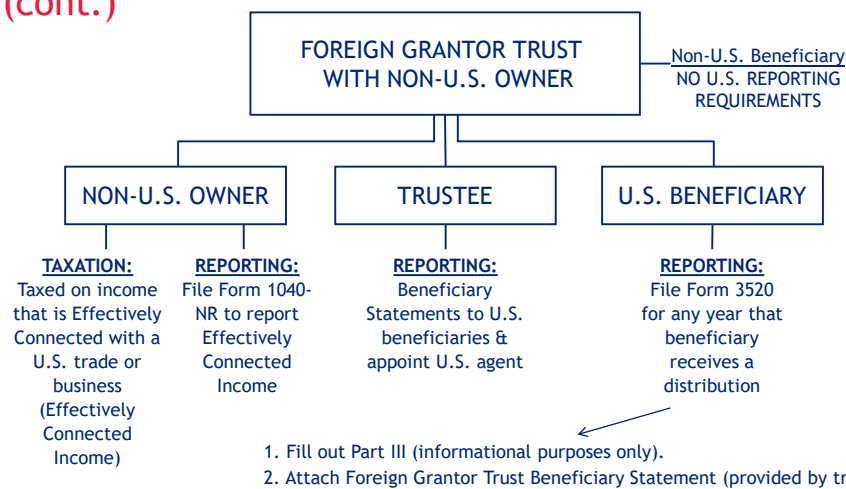 (cont.)
FOREIGN GRANTOR TRUST
WITH NON-U.S. OWNER
Non-U.S. Beneficiary
NO U.S. REPORTING
REQUIREMENTS
NON-U.S. OWNER
TRUSTEE
U.S. BENEFICIARY
TAXATION:
Taxed on income
that is Effectively
Connected with a
U.S. trade or
business
(Effectively
Connected
Income)
REPORTING:
File Form 1040-
NR to report
Effectively
Connected
Income
REPORTING:
Beneficiary
Statements to U.S.
beneficiaries &
appoint U.S. agent
REPORTING:
File Form 3520
for any year that
beneficiary
receives a
distribution
1. Fill out Part III (informational purposes only).
2. Attach Foreign Grantor Trust Beneficiary Statement (provided by